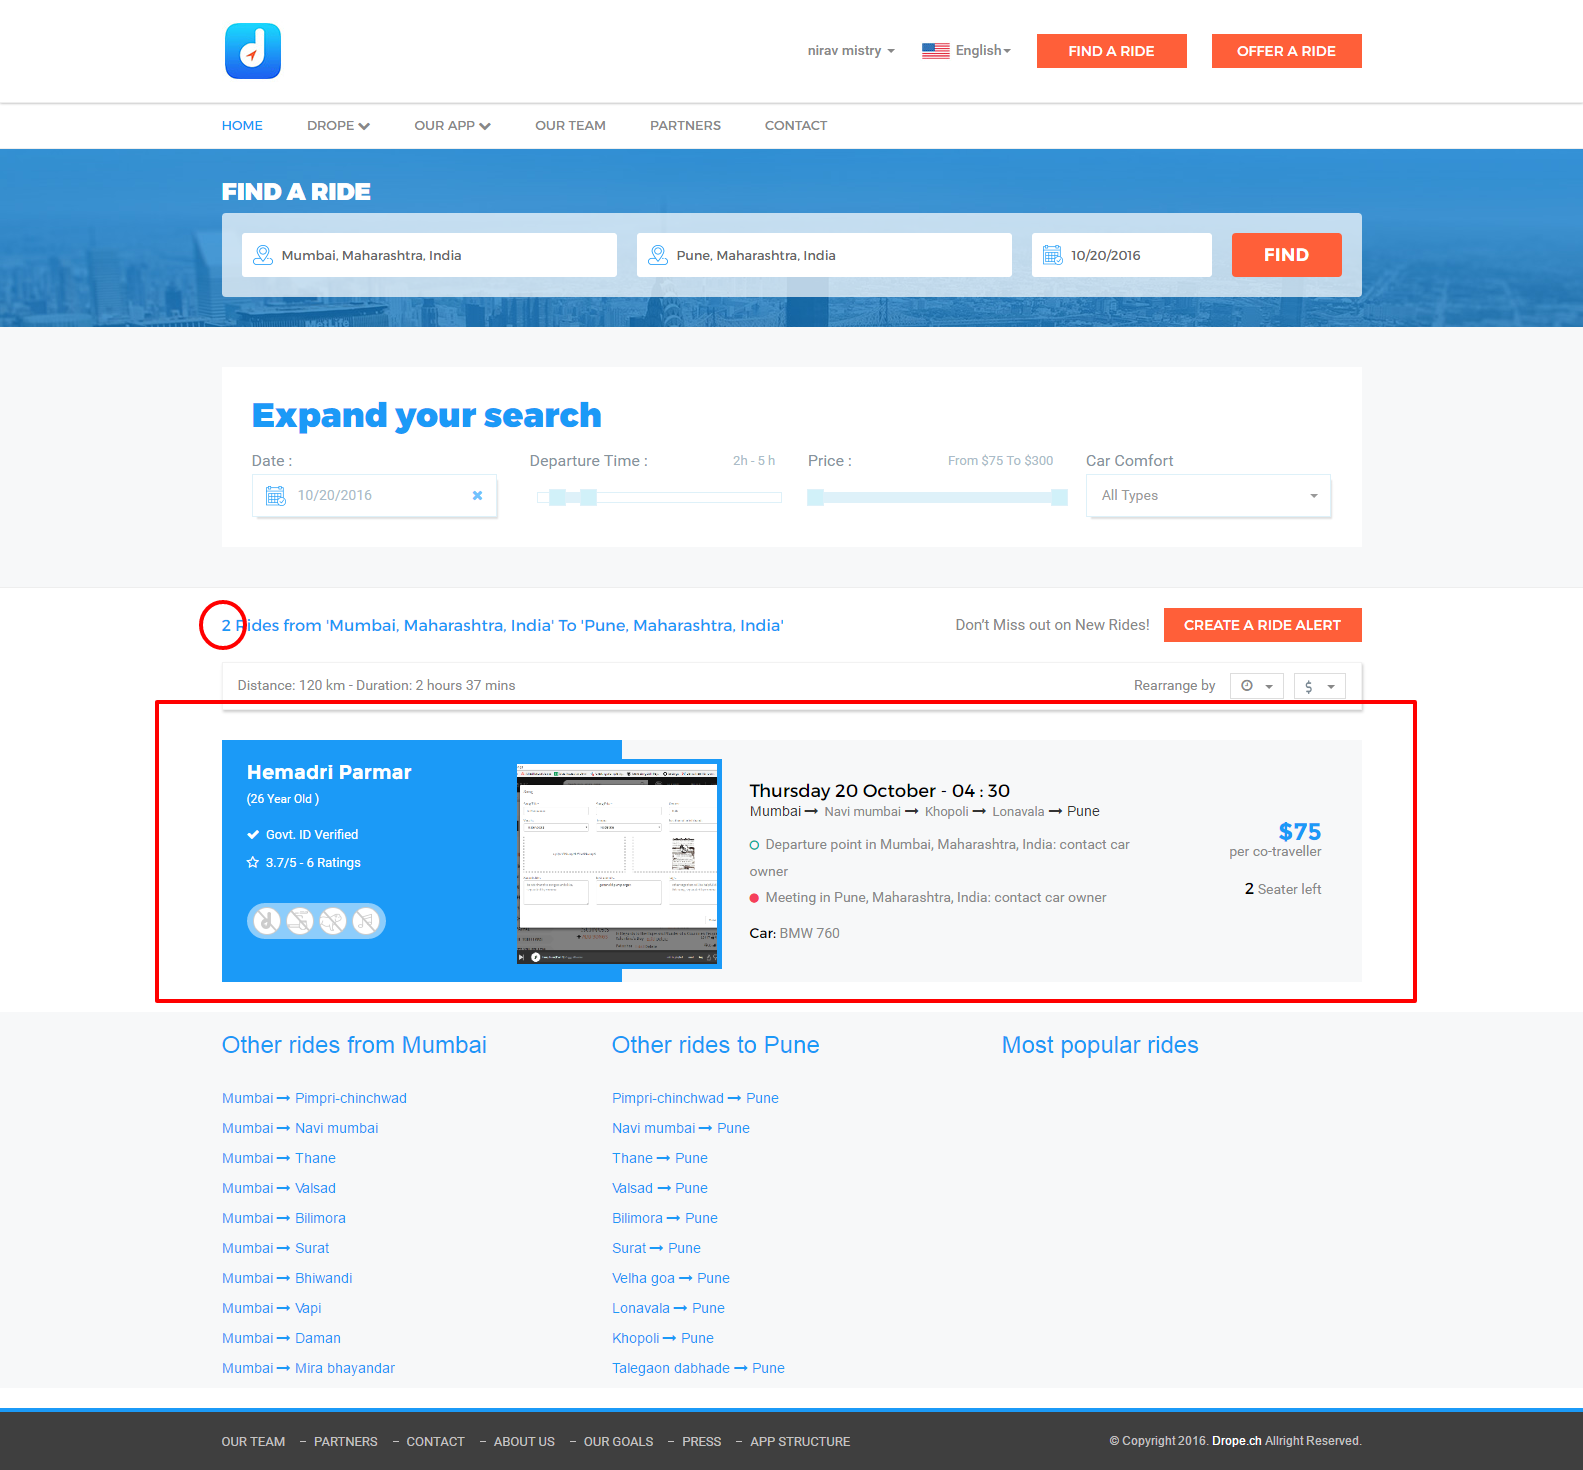 nirav mistry
English
FIND A RIDE
OFFER A RIDE
HOME DROPE OUR APP OUR TEAM PARTNERS CONTACT
FIND A RIDE
Mumbai, Maharashtra, India
Pune, Maharashtra, India
10/20/2016
FIND
Expand your search
Date :
10/20/2016
Departure Time : 2h - 5 h
Price : From $75 To $300
Car Comfort
All Types
2 Rides from 'Mumbai, Maharashtra, India' To 'Pune, Maharashtra, India'
Don't Miss out on New Rides!
CREATE A RIDE ALERT
Distance: 120 km - Duration: 2 hours 37 mins
Rearrange by
$
Hemadri Parmar
(26 Year Old )
Govt. ID Verified
3.7/5 - 6 Ratings
Thursday 20 October - 04 : 30
Mumbai → Navi mumbai → Khopoli → Lonavala → Pune
Departure point in Mumbai, Maharashtra, India: contact car
owner
Meeting in Pune, Maharashtra, India: contact car owner
Car: BMW 760
$75
per co-traveller
2 Seater left
Other rides from Mumbai
Mumbai → Pimpri-chinchwad
Mumbai → Navi mumbai
Mumbai → Thane
Mumbai → Valsad
Mumbai → Bilimora
Mumbai → Surat
Mumbai → Bhiwandi
Mumbai → Vapi
Mumbai → Daman
Mumbai → Mira bhayandar
Other rides to Pune
Pimpri-chinchwad → Pune
Navi mumbai → Pune
Thane → Pune
Valsad → Pune
Bilimora → Pune
Surat → Pune
Velha goa → Pune
Lonavala → Pune
Khopoli → Pune
Talegaon dabhade → Pune
Most popular rides
OUR TEAM – PARTNERS – CONTACT – ABOUT US – OUR GOALS – PRESS – APP STRUCTURE
© Copyright 2016. Drope.ch Allright Reserved.